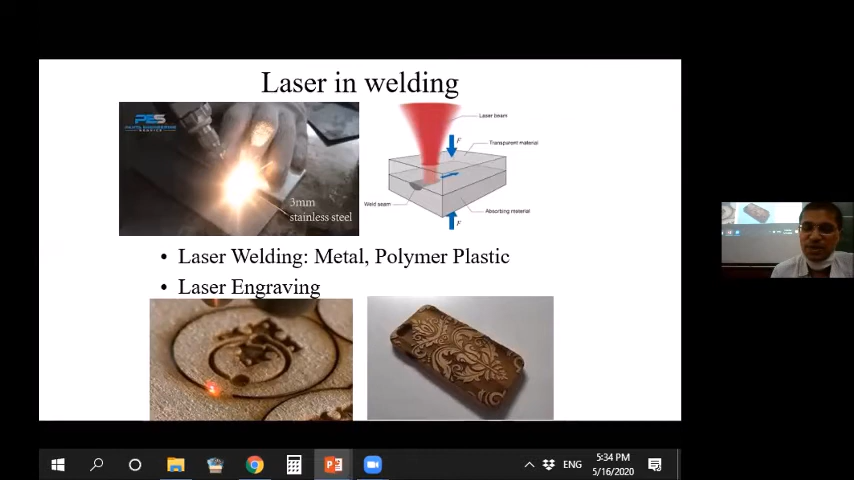 Laser in welding
PES
3mm
stainless steel
Laser beam
F
Transparent material
Weld seam
Absorbing material
F
• Laser Welding: Metal, Polymer Plastic
• Laser Engraving
ENG
5:34 PM
5/16/2020